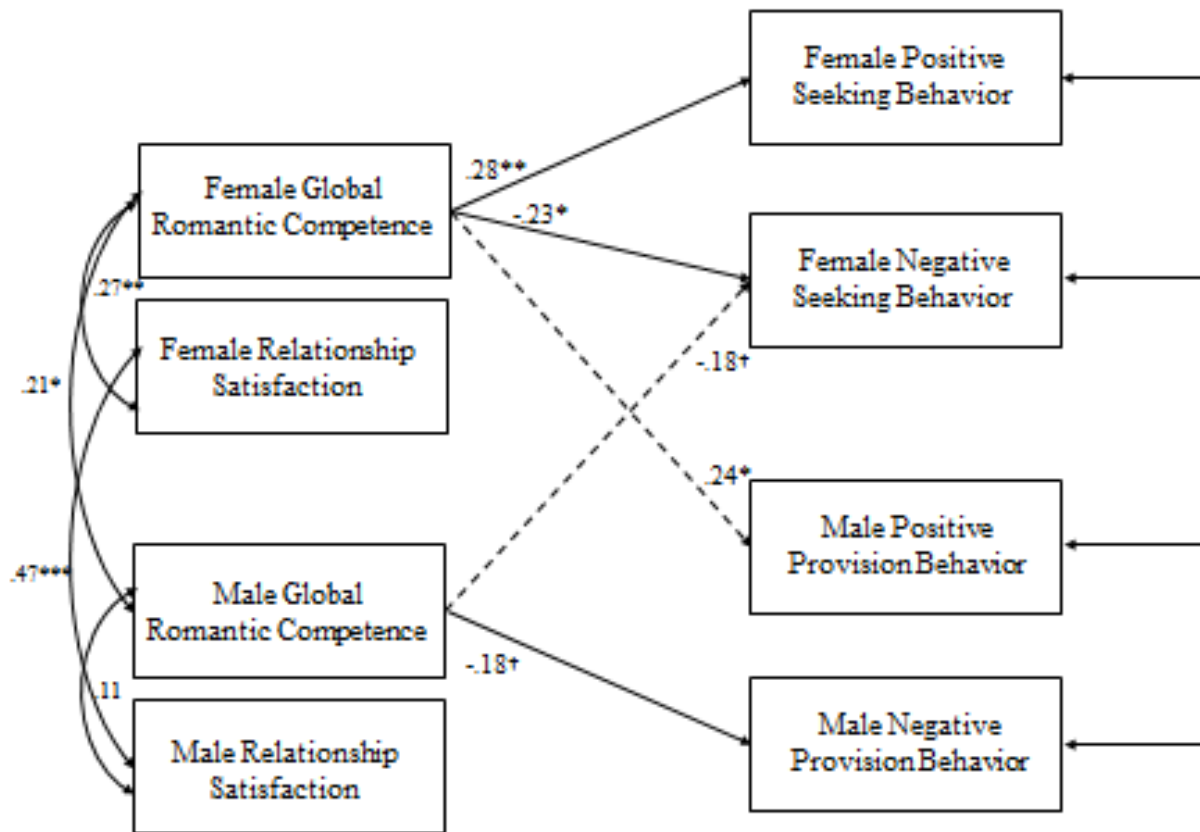 Female Positive
Seeking Behavior
Female Global
Romantic Competence
.28**
-.23*
Female Negative
Seeking Behavior
.27**
Female Relationship
Satisfaction
.21*
-.18†
.24*
Male Positive
Provision Behavior
.47***
Male Global
Romantic Competence
-.18†
.11
Male Relationship
Satisfaction
Male Negative
Provision Behavior